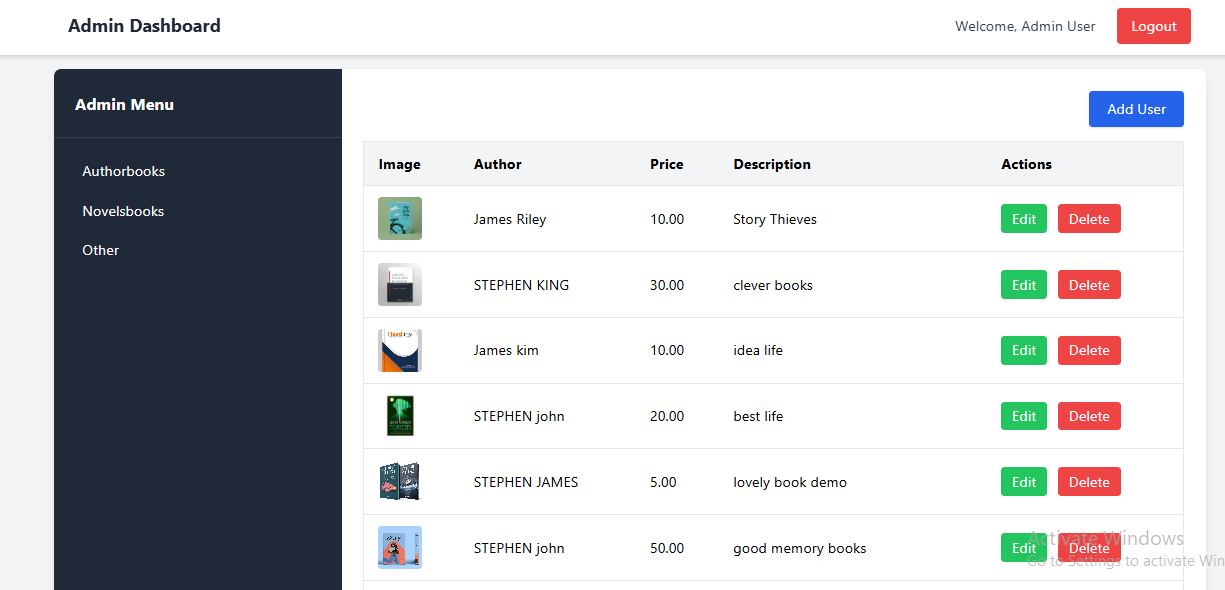 Admin Dashboard
Welcome, Admin User
Logout
Admin Menu
Authorbooks
Novelsbooks
Other
Add User
Image Author Price Description Actions
James Riley 10.00 Story Thieves Edit Delete
STEPHEN KING 30.00 clever books Edit Delete
James kim 10.00 idea life Edit Delete
STEPHEN john 20.00 best life Edit Delete
STEPHEN JAMES 5.00 lovely book demo Edit Delete
STEPHEN john 50.00 good memory books Edit Delete
Activate Windows
Go to Settings to activate Win